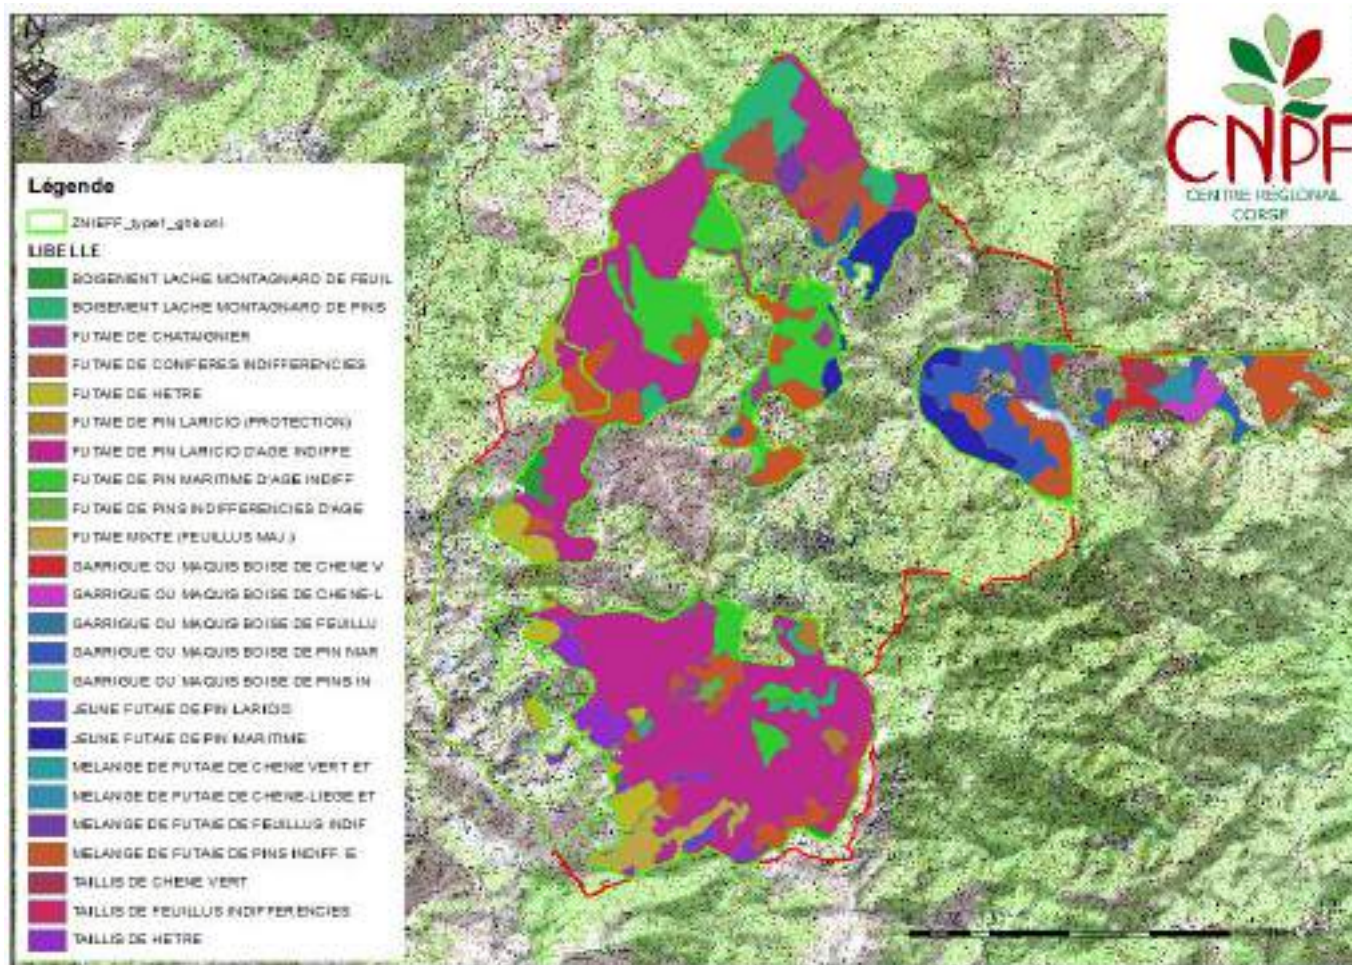 Légende
ZNIEFF_type1_ghisoni
LIBELLE
BOISEMENT LACHE MONTAGNARD DE FEUIL
BOISEMENT LACHE MONTAGNARD DE PINS
FUTAIE DE CHATAIGNIER
FUTAIE DE CONIFERES INDIFFERENCIES
FUTAIE DE HETRE
FUTAIE DE PIN LARICIO (PROTECTION)
FUTAIE DE PIN LARICIO D'AGE INDIFFE
FUTAIE DE PIN MARITIME D'AGE INDIFF
FUTAIE DE PINS INDIFFERENCIES D'AGE
FUTAIE MIXTE (FEUILLUS MAJ.)
GARRIGUE OU MAQUIS BOISE DE CHENE V
GARRIGUE OU MAQUIS BOISE DE CHENE-L
GARRIGUE OU MAQUIS BOISE DE FEUILLU
GARRIGUE OU MAQUIS BOISE DE PIN MAR
GARRIGUE OU MAQUIS BOISE DE PINS IN
JEUNE FUTAIE DE PIN LARICIO
JEUNE FUTAIE DE PIN MARITIME
MELANGE DE FUTAIE DE CHENE VERT ET
MELANGE DE FUTAIE DE CHENE-LIEGE ET
MELANGE DE FUTAIE DE FEUILLUS INDIF
MELANGE DE FUTAIE DE PINS INDIFF. E
TAILLIS DE CHENE VERT
TAILLIS DE FEUILLUS INDIFFERENCIES
TAILLIS DE HETRE
CNPF
CENTRE REGIONAL
CORSE